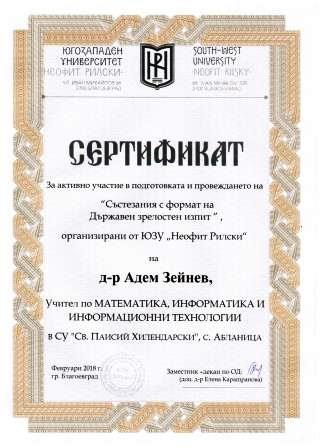 ЮГОЗАПАДЕН
УНИВЕРСИТЕТ
„НЕОФИТ РИЛСКИ“
SOUTH-WEST
UNIVERSITY
"NEOFIT RILSKY"
СЕРТИФИКАТ
За активно участие в подготовката и провеждането на
“Състезания с формат на
Държавен зрелостен изпит ” ,
организирани от ЮЗУ „Неофит Рилски“
на
д-р Адем Зейнев,
Учител по МАТЕМАТИКА, ИНФОРМАТИКА И
ИНФОРМАЦИОННИ ТЕХНОЛОГИИ
в СУ "Св. Паисий Хилендарски", с. Абланица
Февруари 2018 г.
гр. Благоевград
Заместник -декан по ОД:
(доц. д-р Елена Карашранова)